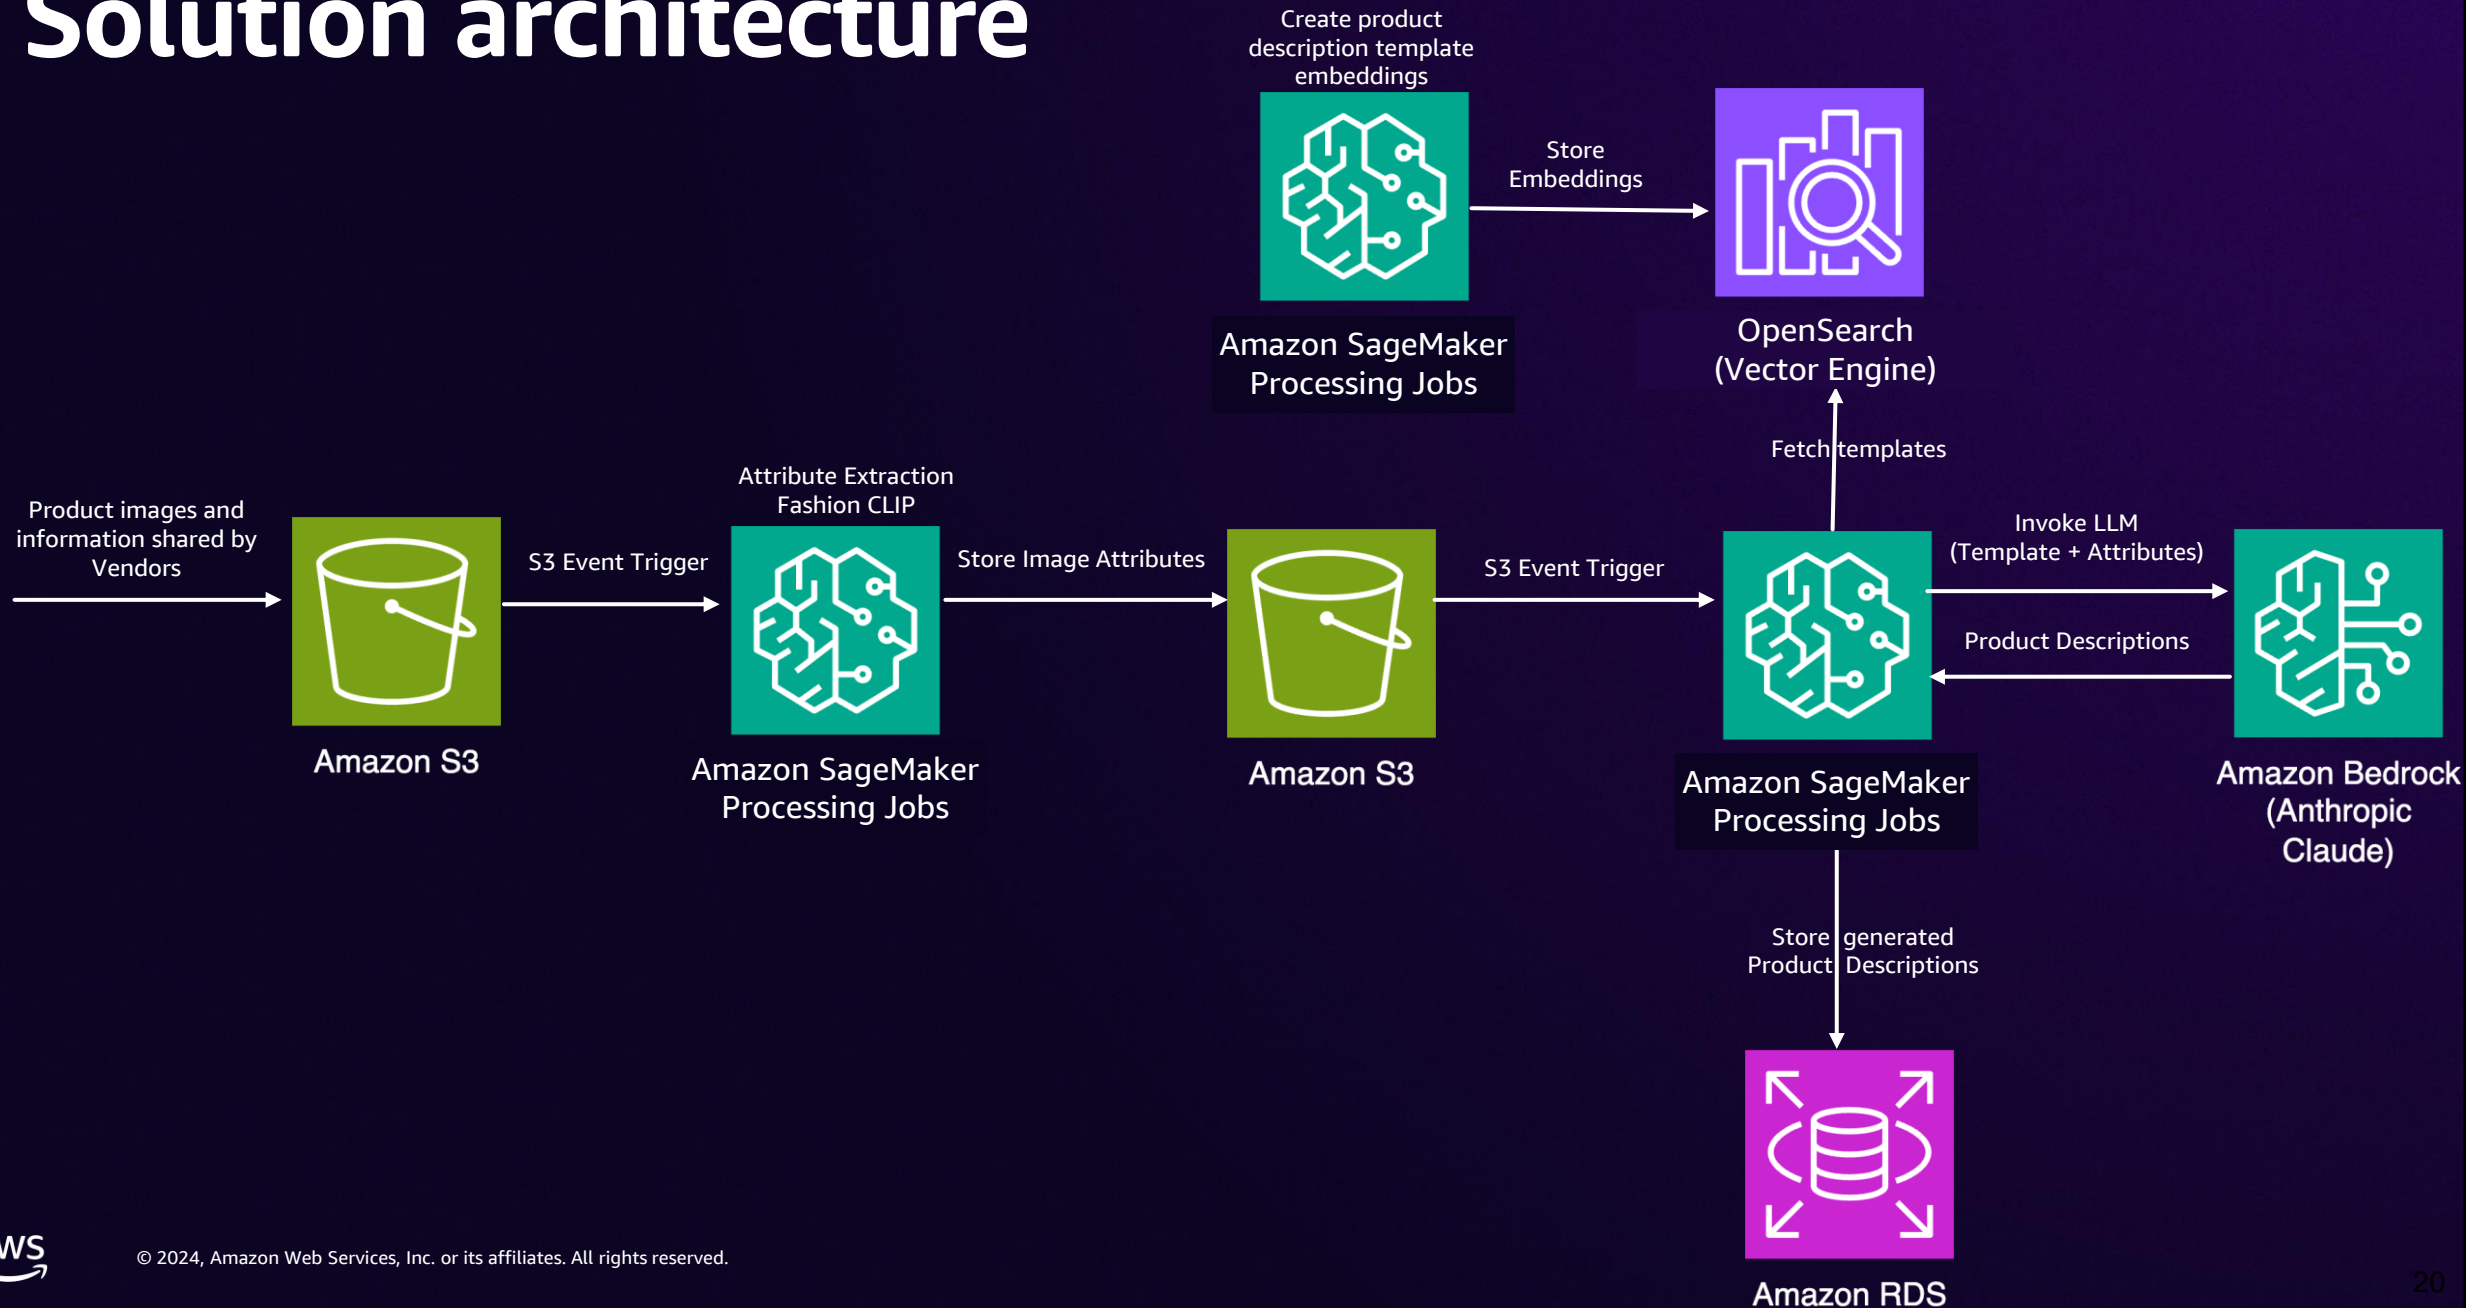 Solution architecture
Create product
description template
embeddings
Store
Embeddings
Amazon SageMaker
Processing Jobs
OpenSearch
(Vector Engine)
Fetch templates
Product images and
information shared by
Vendors
Amazon S3
S3 Event Trigger
Attribute Extraction
Fashion CLIP
Amazon SageMaker
Processing Jobs
Store Image Attributes
Amazon S3
S3 Event Trigger
Amazon SageMaker
Processing Jobs
Invoke LLM
(Template + Attributes)
Product Descriptions
Amazon Bedrock
(Anthropic
Claude)
Store generated
Product Descriptions
Amazon RDS
ws
© 2024, Amazon Web Services, Inc. or its affiliates. All rights reserved.
20